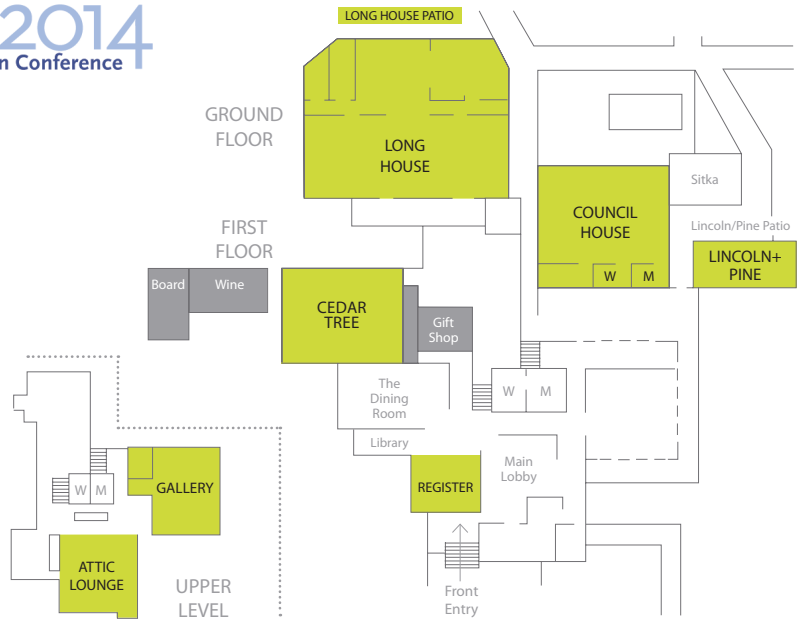 2014
n Conference
LONG HOUSE PATIO
GROUND
FLOOR
LONG
HOUSE
Sitka
COUNCIL
HOUSE
Lincoln/Pine Patio
FIRST
FLOOR
LINCOLN+
PINE
W M
Board
Wine
CEDAR
TREE
Gift
Shop
The
Dining
Room
W M
Library
Main
Lobby
REGISTER
GALLERY
W M
ATTIC
LOUNGE
UPPER
LEVEL
Front
Entry